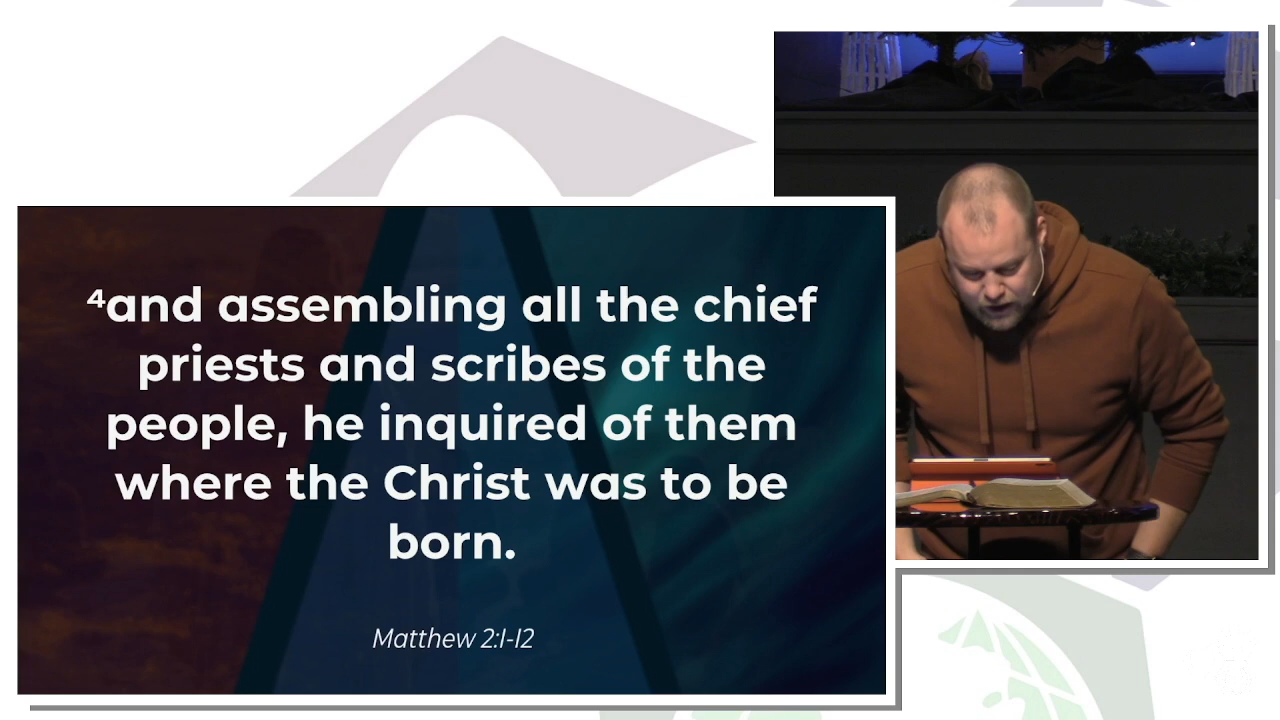 ⁴and assembling all the chief
priests and scribes of the
people, he inquired of them
where the Christ was to be
born.
Matthew 2:1-12